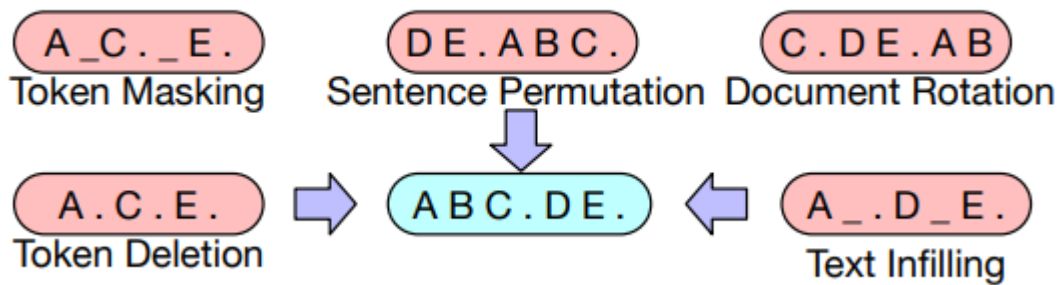 A _ C . _ E .
D E . A B C .
C . D E . A B
Token Masking
Sentence Permutation
Document Rotation
A . C . E .
A B C . D E .
A _ . D _ E .
Token Deletion
Text Infilling